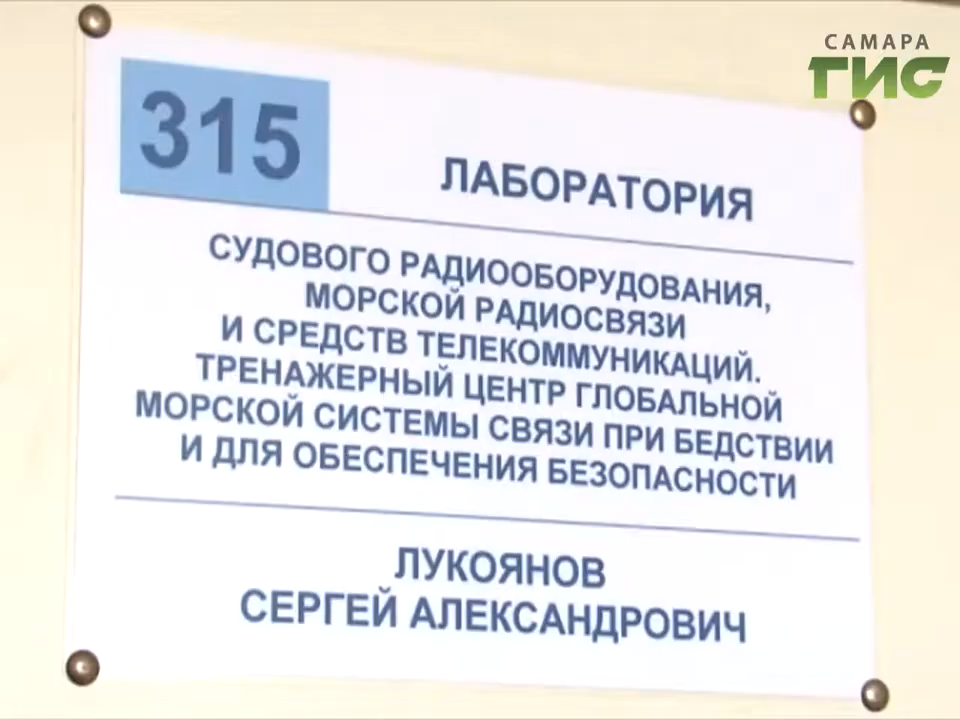 САМАРА
ГИС
315
ЛАБОРАТОРИЯ
СУДОВОГО РАДИООБОРУДОВАНИЯ,
МОРСКОЙ РАДИОСВЯЗИ
И СРЕДСТВ ТЕЛЕКОММУНИКАЦИЙ.
ТРЕНАЖЕРНЫЙ ЦЕНТР ГЛОБАЛЬНОЙ
МОРСКОЙ СИСТЕМЫ СВЯЗИ ПРИ БЕДСТВИИ
И ДЛЯ ОБЕСПЕЧЕНИЯ БЕЗОПАСНОСТИ
ЛУКОЯНОВ
СЕРГЕЙ АЛЕКСАНДРОВИЧ